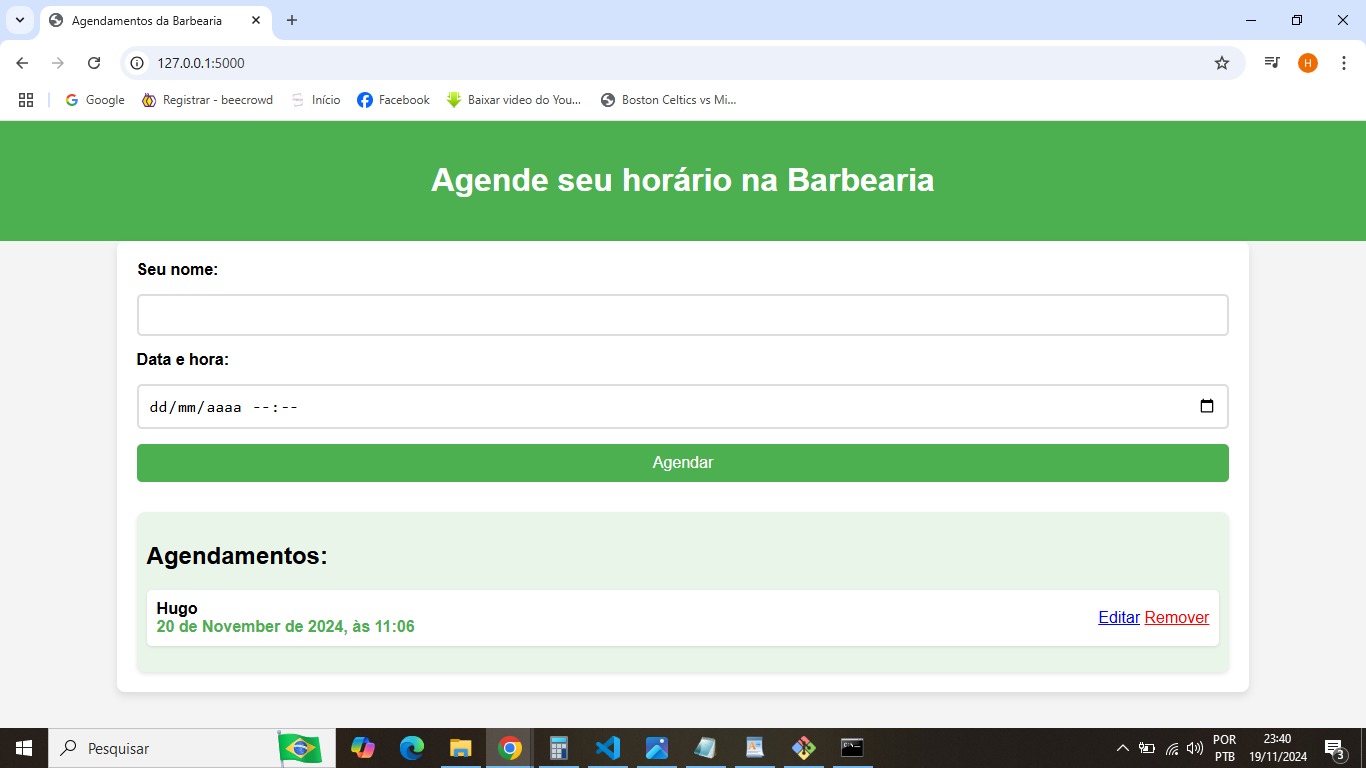 Agendamentos da Barbearia
127.0.0.1:5000
H
Google
Registrar - beecrowd
Início
Facebook
Baixar video do You...
Boston Celtics vs Mi...
Agende seu horário na Barbearia
Seu nome:
Data e hora:
dd/mm/aaaa --:--
Agendar
Agendamentos:
Hugo
20 de November de 2024, às 11:06
Editar Remover
Pesquisar
POR
PTB
23:40
19/11/2024
3